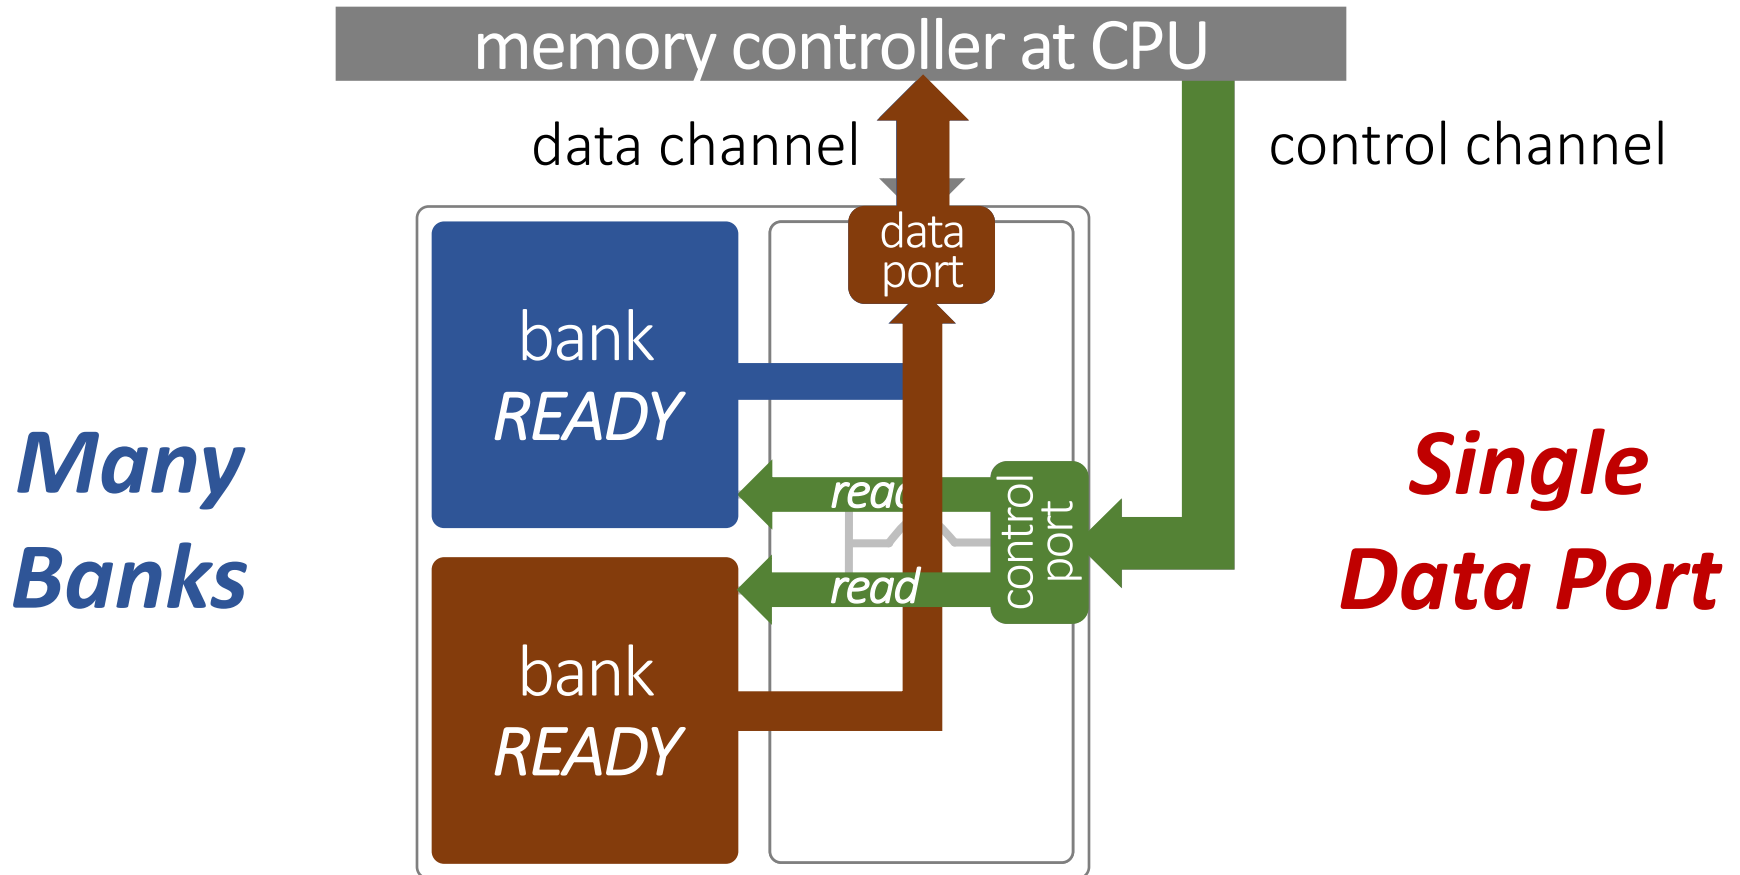 memory controller at CPU
data channel
control channel
data
port
bank
READY
Many
Banks
read
read
control
port
Single
Data Port
bank
READY